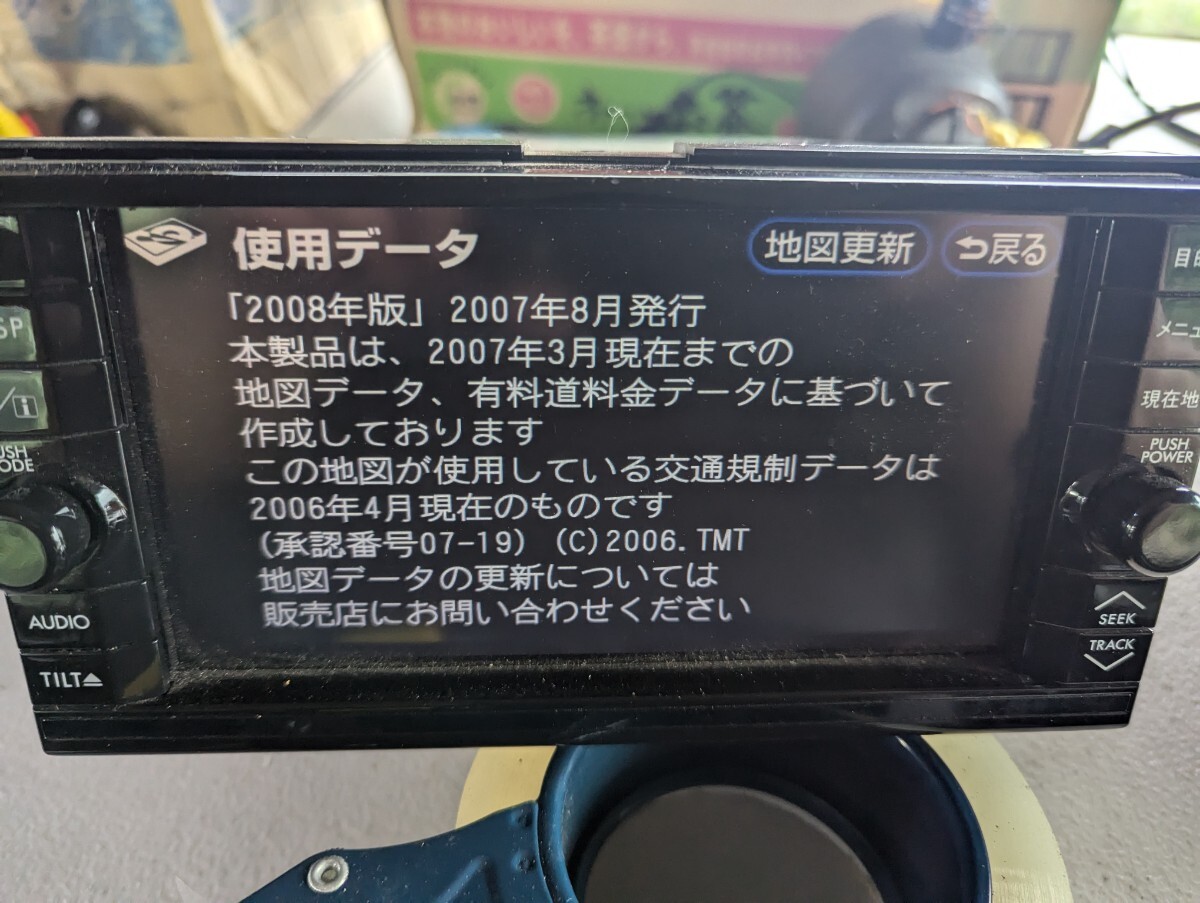 使用データ
地図更新
戻る
「2008年版」 2007年8月発行
本製品は、2007年3月現在までの
地図データ、有料道料金データに基づいて
作成しております
この地図が使用している交通規制データは
2006年4月現在のものです
(承認番号07-19) (C)2006.TMT
地図データの更新については
販売店にお問い合わせください
AUDIO
TILT
メニュ
現在地
PUSH
POWER
SEEK
TRACK